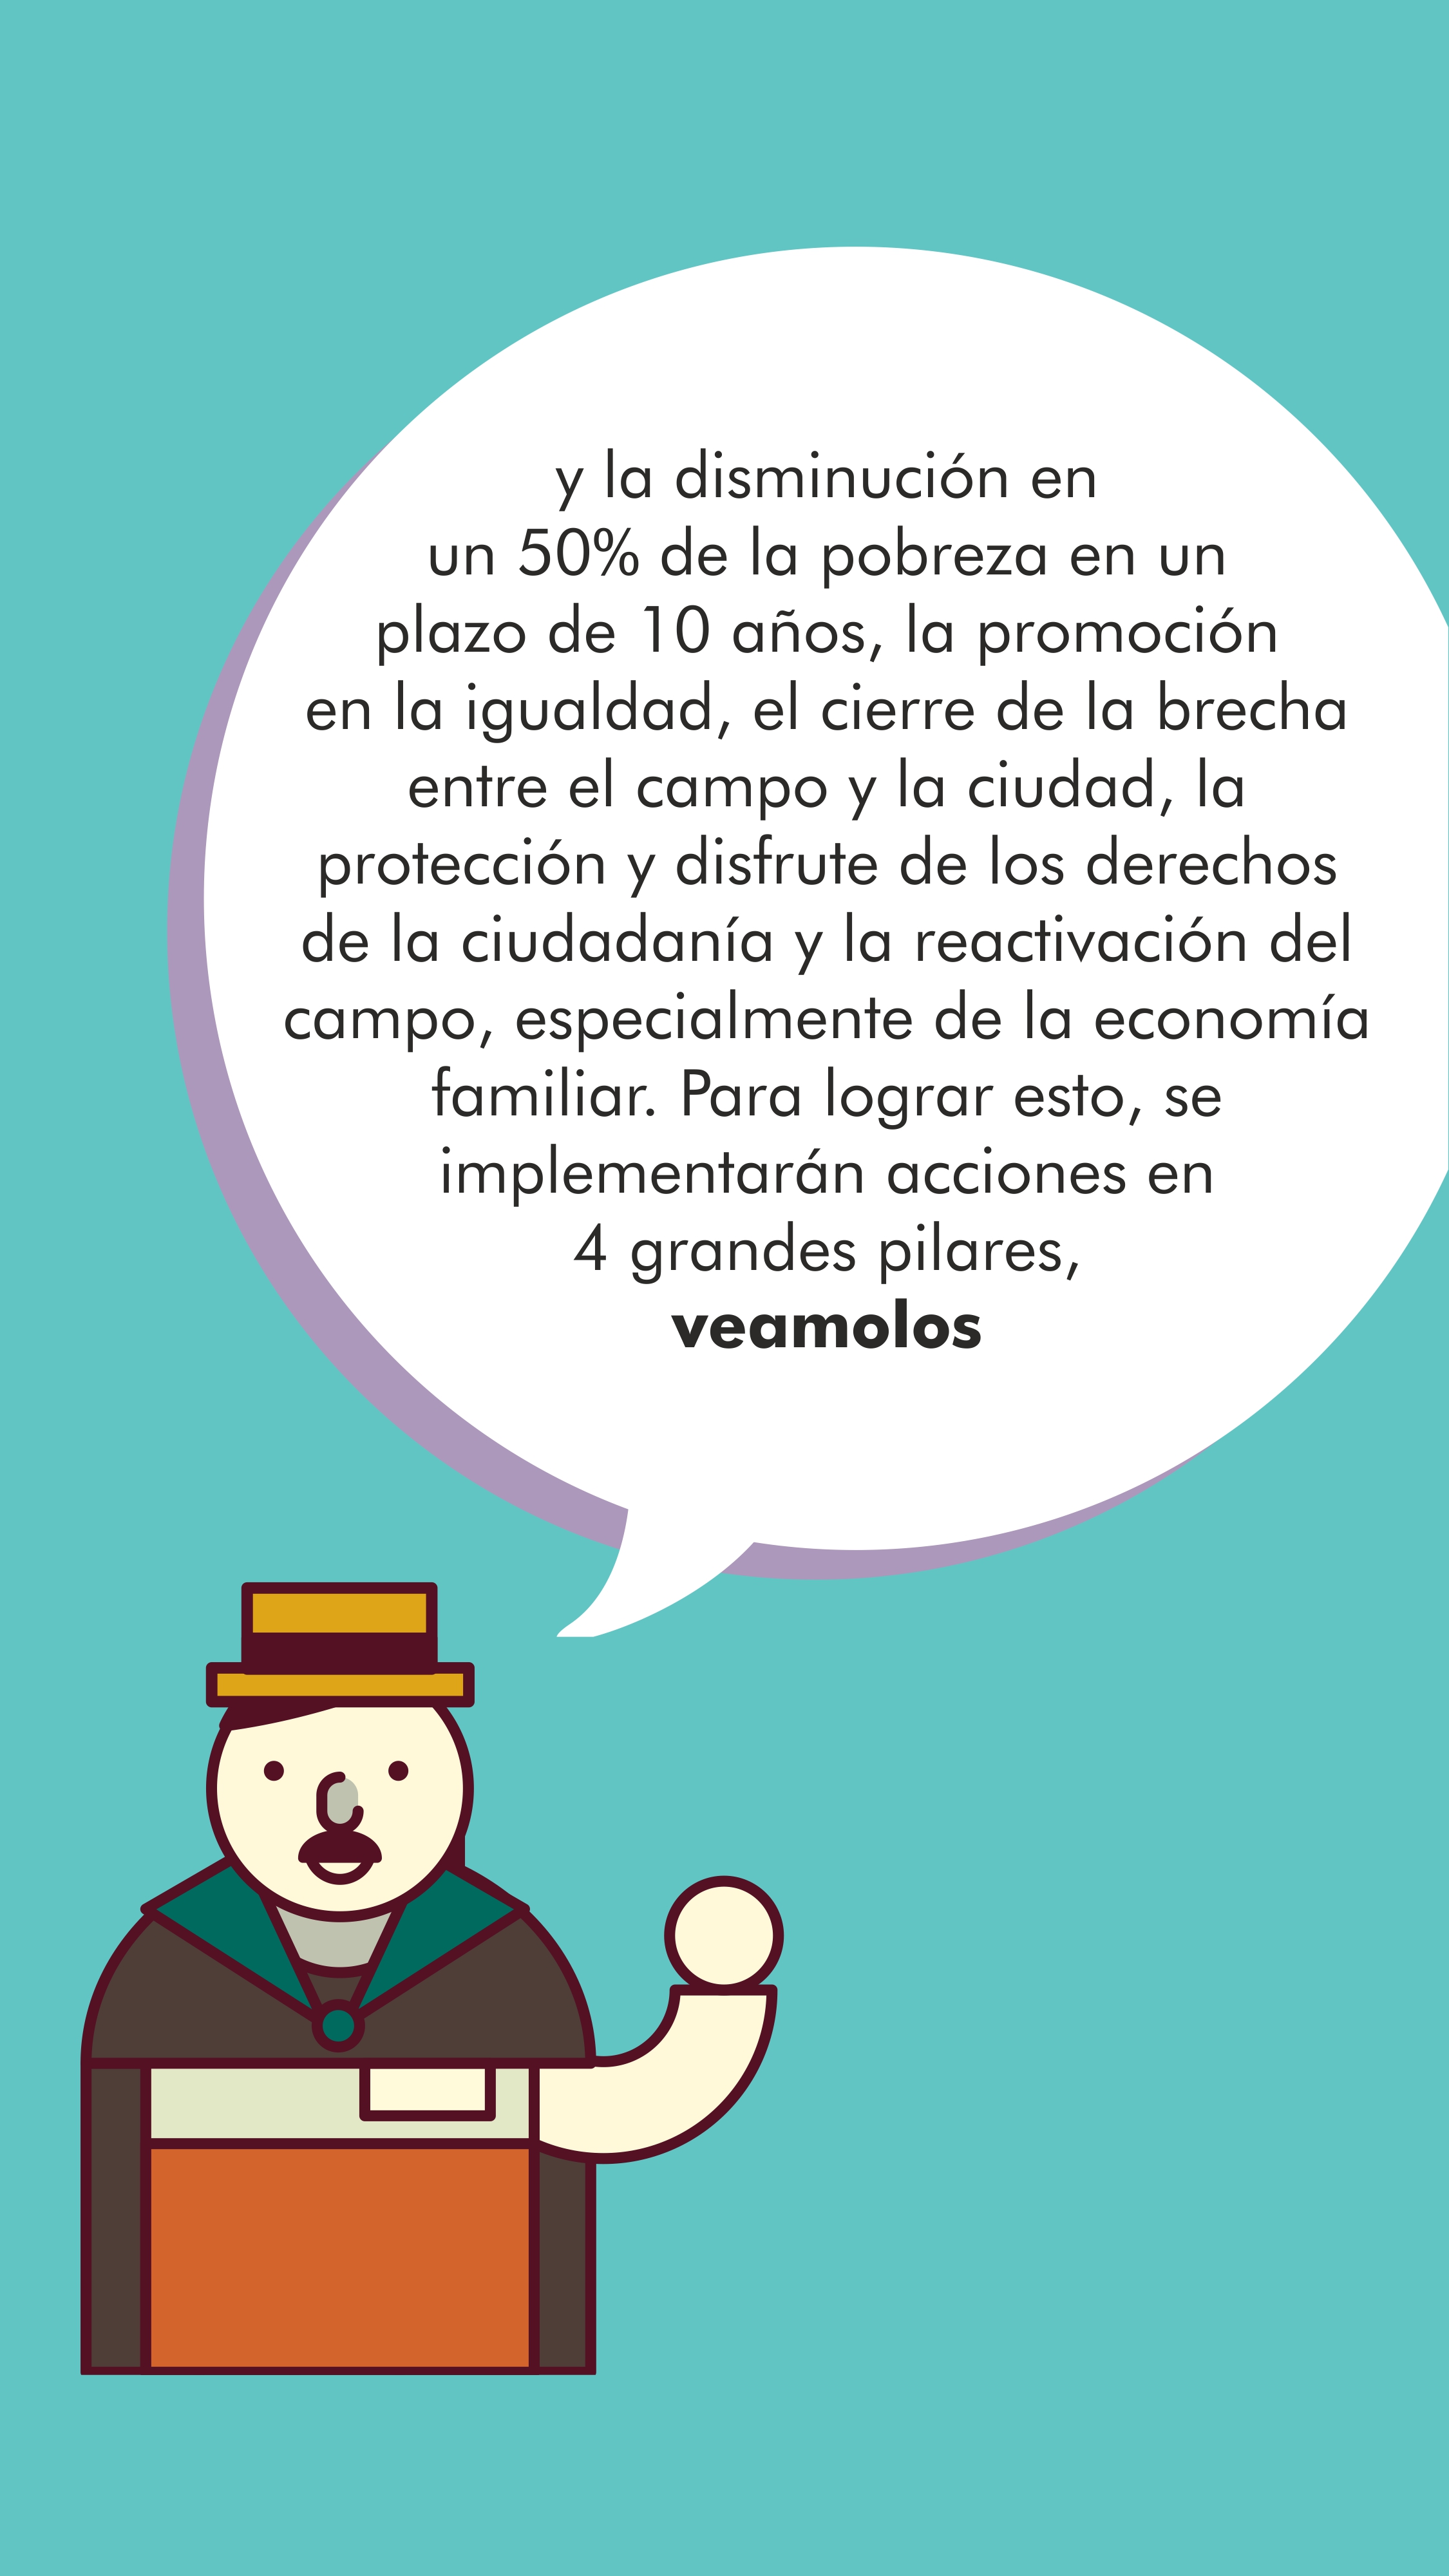 y la disminución en
un 50% de la pobreza en un
plazo de 10 años, la promoción
en la igualdad, el cierre de la brecha
entre el campo y la ciudad, la
protección y disfrute de los derechos
de la ciudadanía y la reactivación del
campo, especialmente de la economía
familiar. Para lograr esto, se
implementarán acciones en
4 grandes pilares,
veamolos